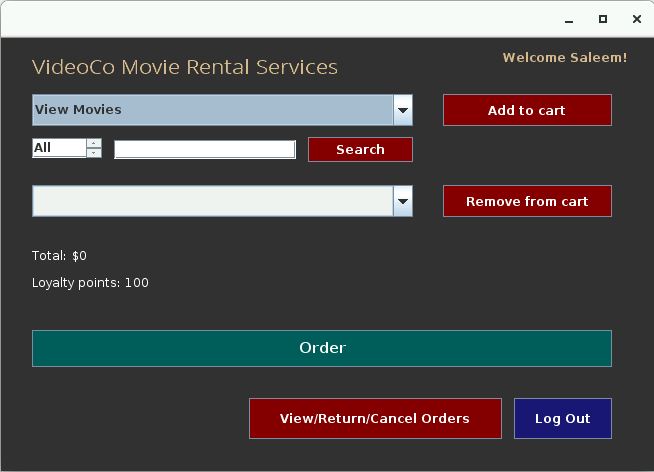 Welcome Saleem!
VideoCo Movie Rental Services
View Movies
Add to cart
All
Search
Remove from cart
Total: $0
Loyalty points: 100
Order
View/Return/Cancel Orders
Log Out